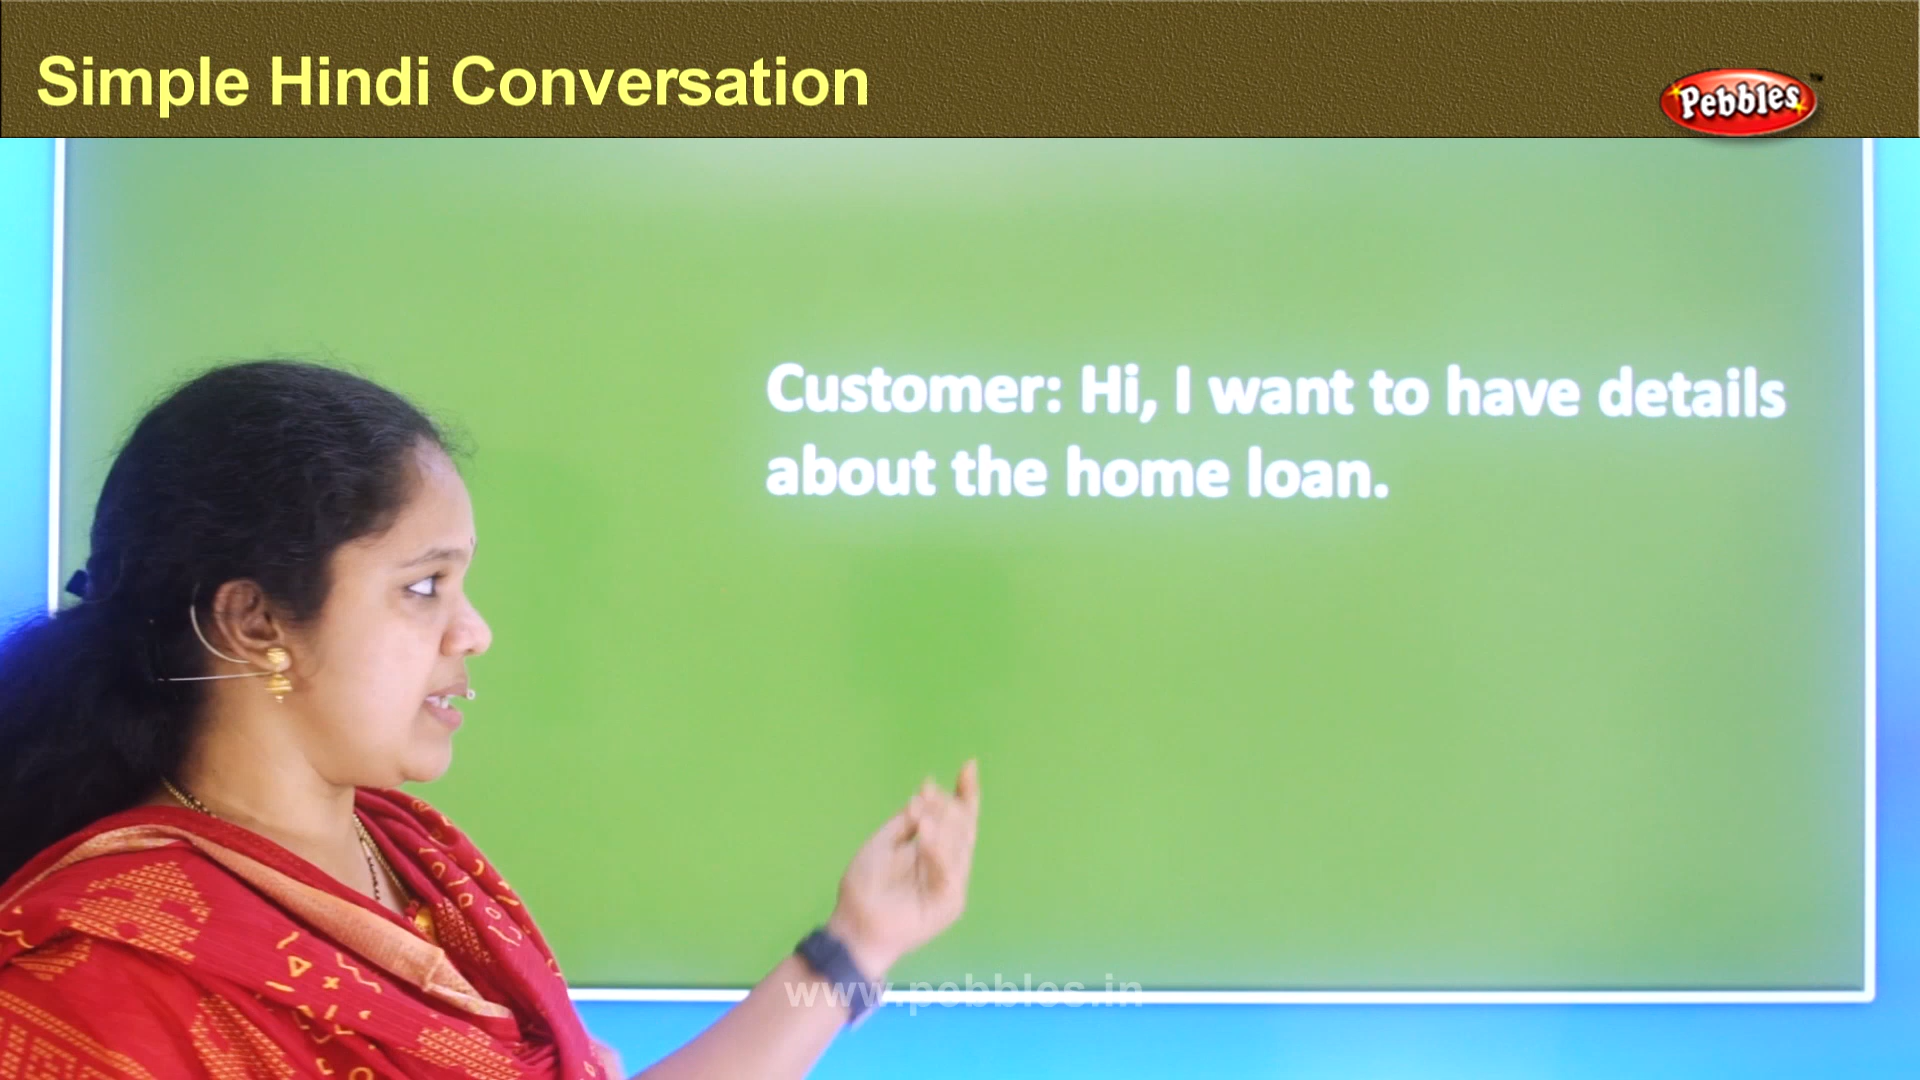 Simple Hindi Conversation
Pebbles
Customer: Hi, I want to have details
about the home loan.
www.pebbles.in